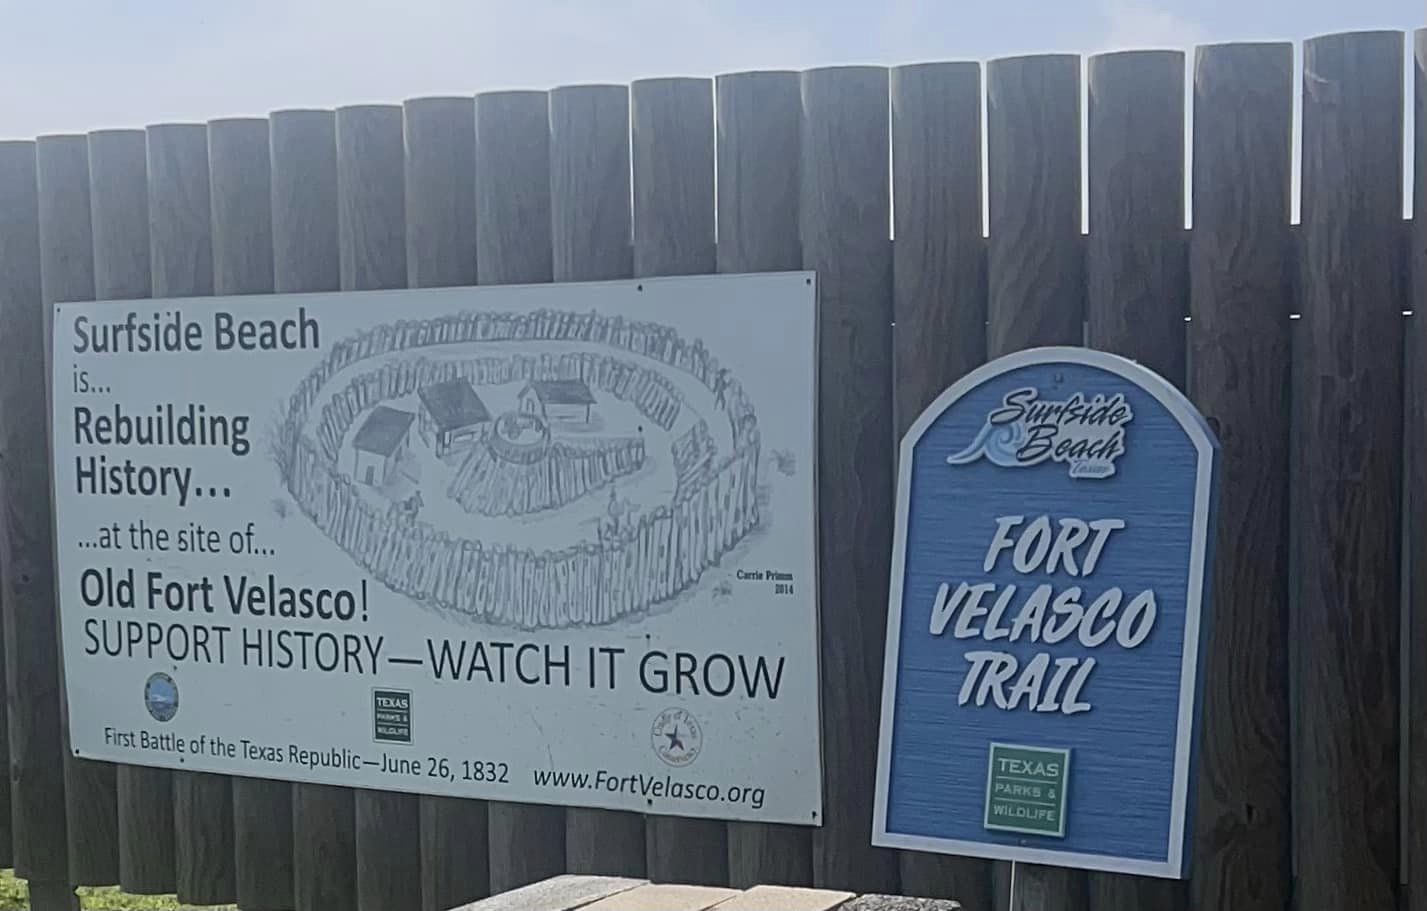 Surfside Beach
is...
Rebuilding
History...
...at the site of...
Old Fort Velasco!
SUPPORT HISTORY—WATCH IT GROW
Carrie Primm
2014
TEXAS
PARKS &
WILDLIFE
First Battle of the Texas Republic—June 26, 1832
www.FortVelasco.org
Surfside
Beach
Texas
FORT
VELASCO
TRAIL
TEXAS
PARKS &
WILDLIFE